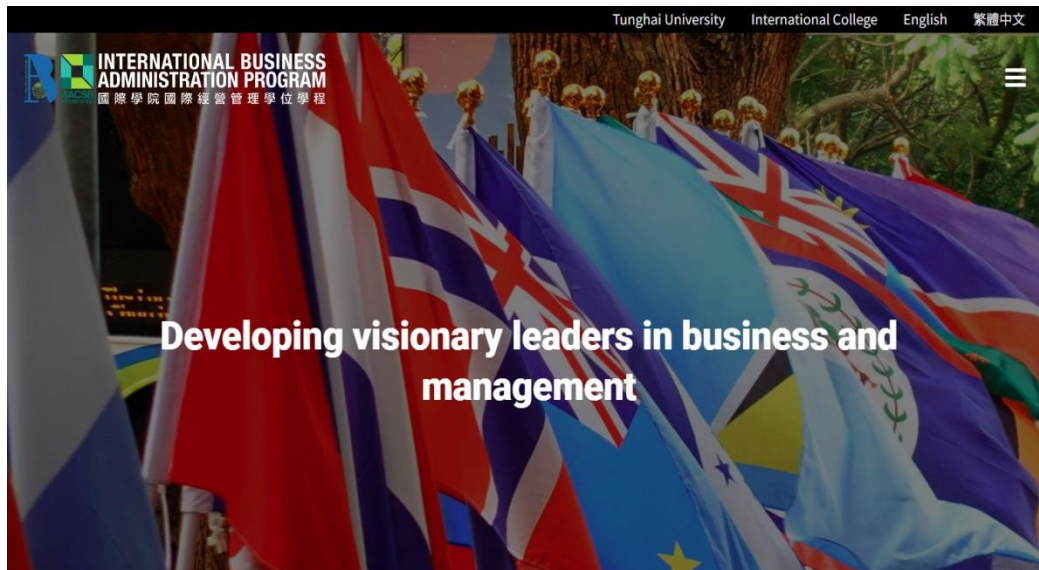 Tunghai University International College English 繁體中文
INTERNATIONAL BUSINESS
ADMINISTRATION PROGRAM
AACSB
國際學院國際經營管理學位學程
Developing visionary leaders in business and
management